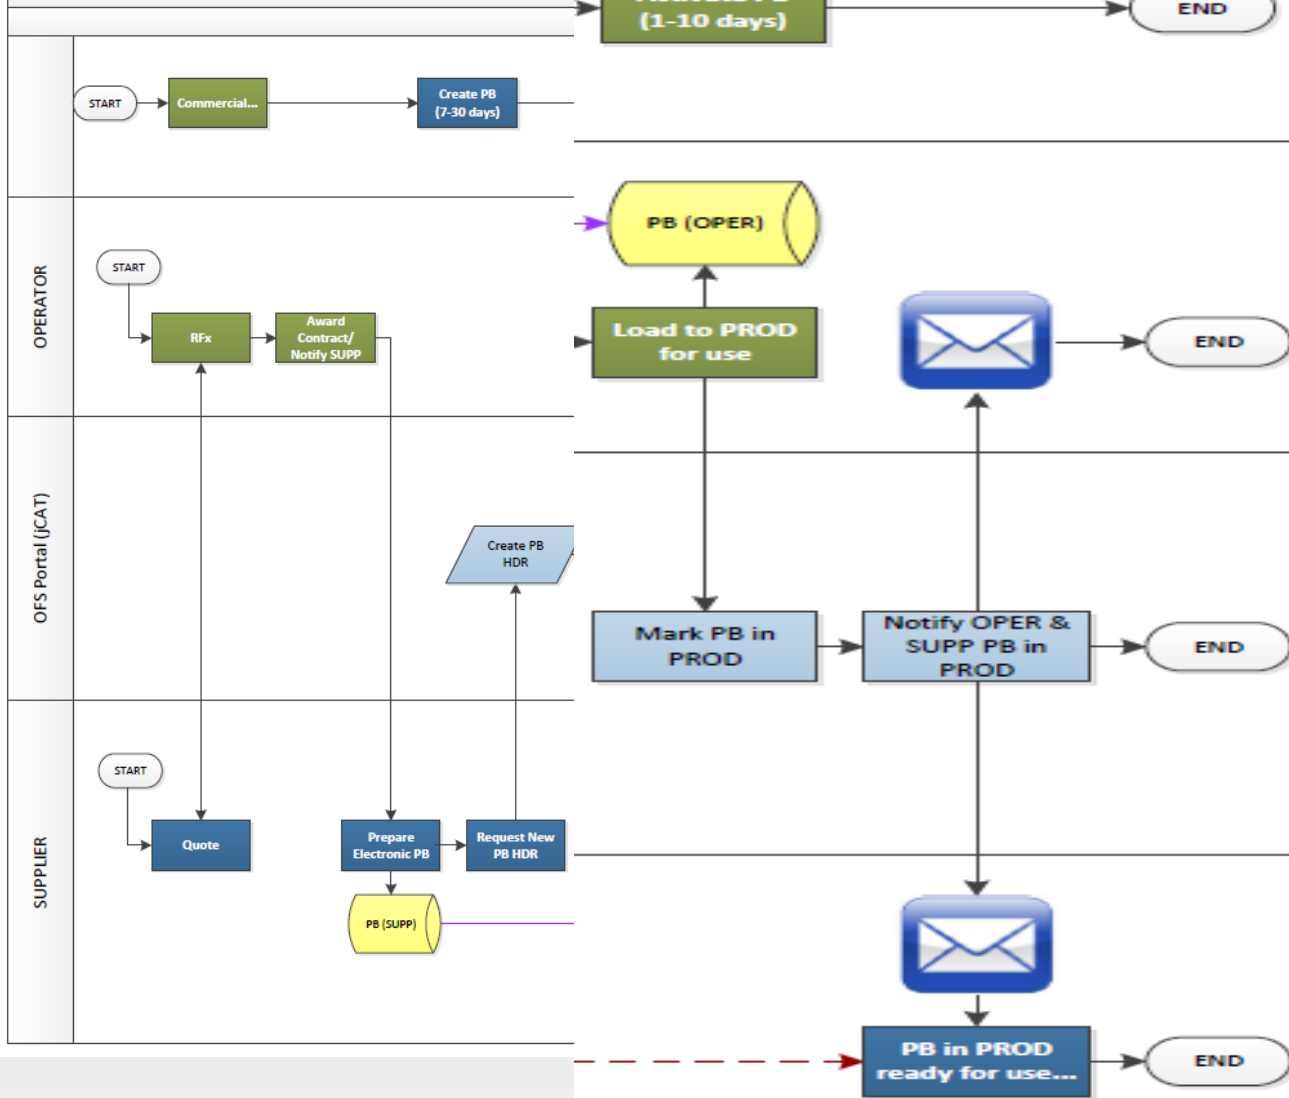 (1-10 days)
END
START
Commercial...
Create PB
(7-30 days)
OPERATOR
START
RFx
Award
Contract/
Notify SUPP
PB (OPER)
Load to PROD
for use
END
OFS Portal (jCAT)
Create PB
HDR
Mark PB in
PROD
Notify OPER &
SUPP PB in
PROD
END
SUPPLIER
START
Quote
Prepare
Electronic PB
Request New
PB HDR
PB (SUPP)
PB in PROD
ready for use...
END